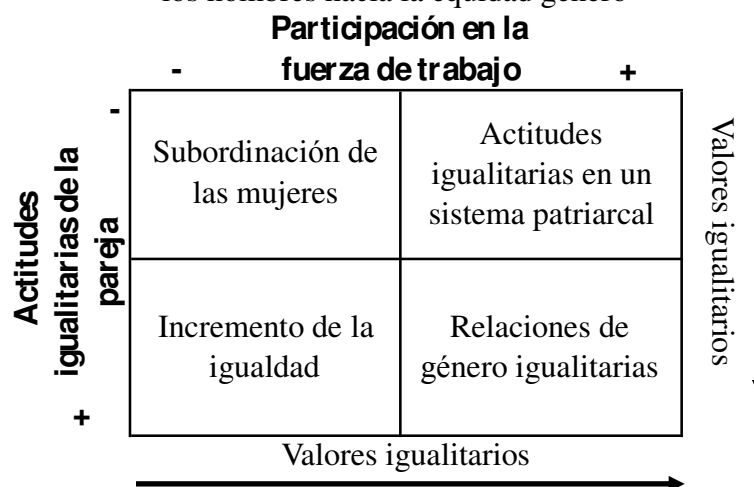 los hombres hacia la equidad género
Participación en la
- fuerza de trabajo +
-
Actitudes
igualitarias de la
pareja
+
Subordinación de
las mujeres
Actitudes
igualitarias en un
sistema patriarcal
Incremento de la
igualdad
Relaciones de
género igualitarias
Valores igualitarios
Valores igualitarios